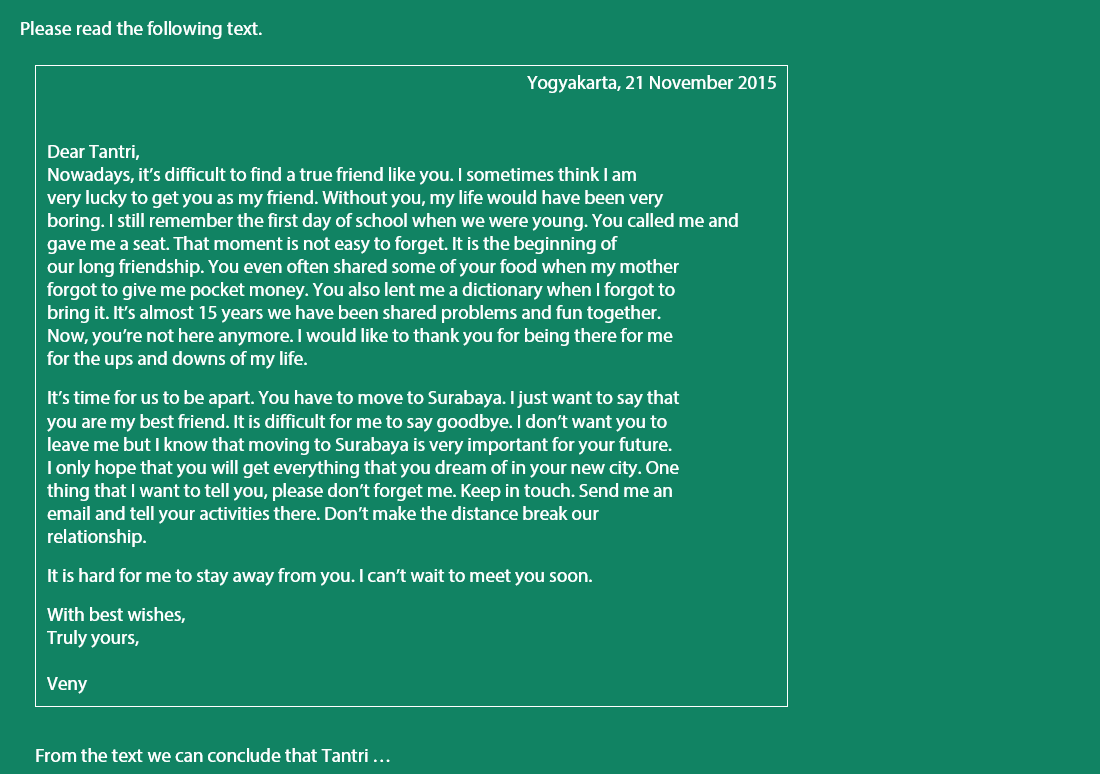 Please read the following text.
Yogyakarta, 21 November 2015
Dear Tantri,
Nowadays, it’s difficult to find a true friend like you. I sometimes think I am
very lucky to get you as my friend. Without you, my life would have been very
boring. I still remember the first day of school when we were young. You called me and
gave me a seat. That moment is not easy to forget. It is the beginning of
our long friendship. You even often shared some of your food when my mother
forgot to give me pocket money. You also lent me a dictionary when I forgot to
bring it. It’s almost 15 years we have been shared problems and fun together.
Now, you’re not here anymore. I would like to thank you for being there for me
for the ups and downs of my life.
It’s time for us to be apart. You have to move to Surabaya. I just want to say that
you are my best friend. It is difficult for me to say goodbye. I don’t want you to
leave me but I know that moving to Surabaya is very important for your future.
I only hope that you will get everything that you dream of in your new city. One
thing that I want to tell you, please don’t forget me. Keep in touch. Send me an
email and tell your activities there. Don’t make the distance break our
relationship.
It is hard for me to stay away from you. I can’t wait to meet you soon.
With best wishes,
Truly yours,
Veny
From the text we can conclude that Tantri …